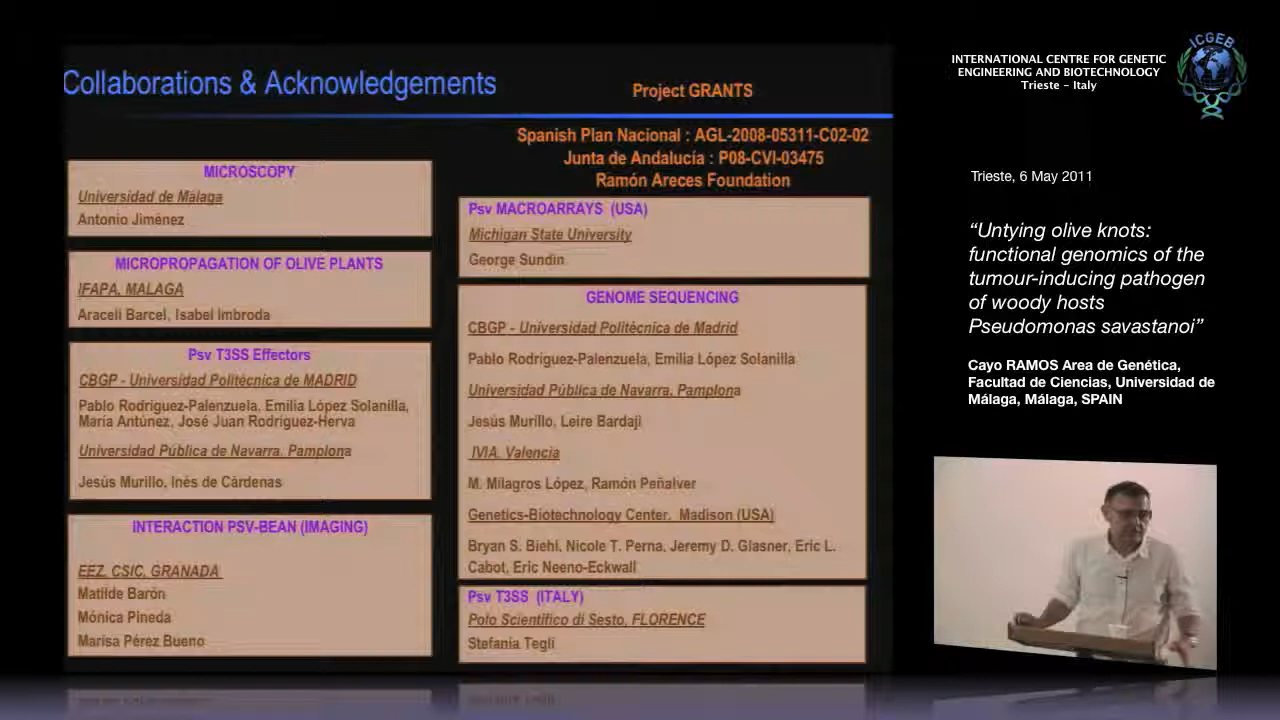 Collaborations & Acknowledgements
Project GRANTS
Spanish Plan Nacional : AGL-2008-05311-C02-02
Junta de Andalucía : P08-CVI-03475
Ramón Areces Foundation
MICROSCOPY
Universidad de Málaga
Antonio Jiménez
MICROPROPAGATION OF OLIVE PLANTS
IFAPA, MALAGA
Araceli Barcel, Isabel Imbroda
Psv T3SS Effectors
CBGP - Universidad Politécnica de MADRID
Pablo Rodríguez-Palenzuela, Emilia López Solanilla,
María Antúnez, José Juan Rodríguez-Herva
Universidad Pública de Navarra, Pamplona
Jesús Murillo, Inés de Cárdenas
INTERACTION PSV-BEAN (IMAGING)
EEZ, CSIC, GRANADA
Matilde Barón
Mónica Pineda
Marisa Pérez Bueno
Psv MACROARRAYS (USA)
Michigan State University
George Sundin
GENOME SEQUENCING
CBGP - Universidad Politécnica de Madrid
Pablo Rodríguez-Palenzuela, Emilia López Solanilla
Universidad Pública de Navarra, Pamplona
Jesús Murillo, Leire Bardaji
IVIA, Valencia
M. Milagros López, Ramón Peñalver
Genetics-Biotechnology Center, Madison (USA)
Bryan S. Biehl, Nicole T. Perna, Jeremy D. Glasner, Eric L.
Cabot, Eric Neeno-Eckwall
Psv T3SS (ITALY)
Polo Scientifico di Sesto, FLORENCE
Stefania Tegli
INTERNATIONAL CENTRE FOR GENETIC
ENGINEERING AND BIOTECHNOLOGY
Trieste - Italy
ICGEB
Trieste, 6 May 2011
“Untying olive knots:
functional genomics of the
tumour-inducing pathogen
of woody hosts
Pseudomonas savastanoi”
Cayo RAMOS Area de Genética,
Facultad de Ciencias, Universidad de
Málaga, Málaga, SPAIN